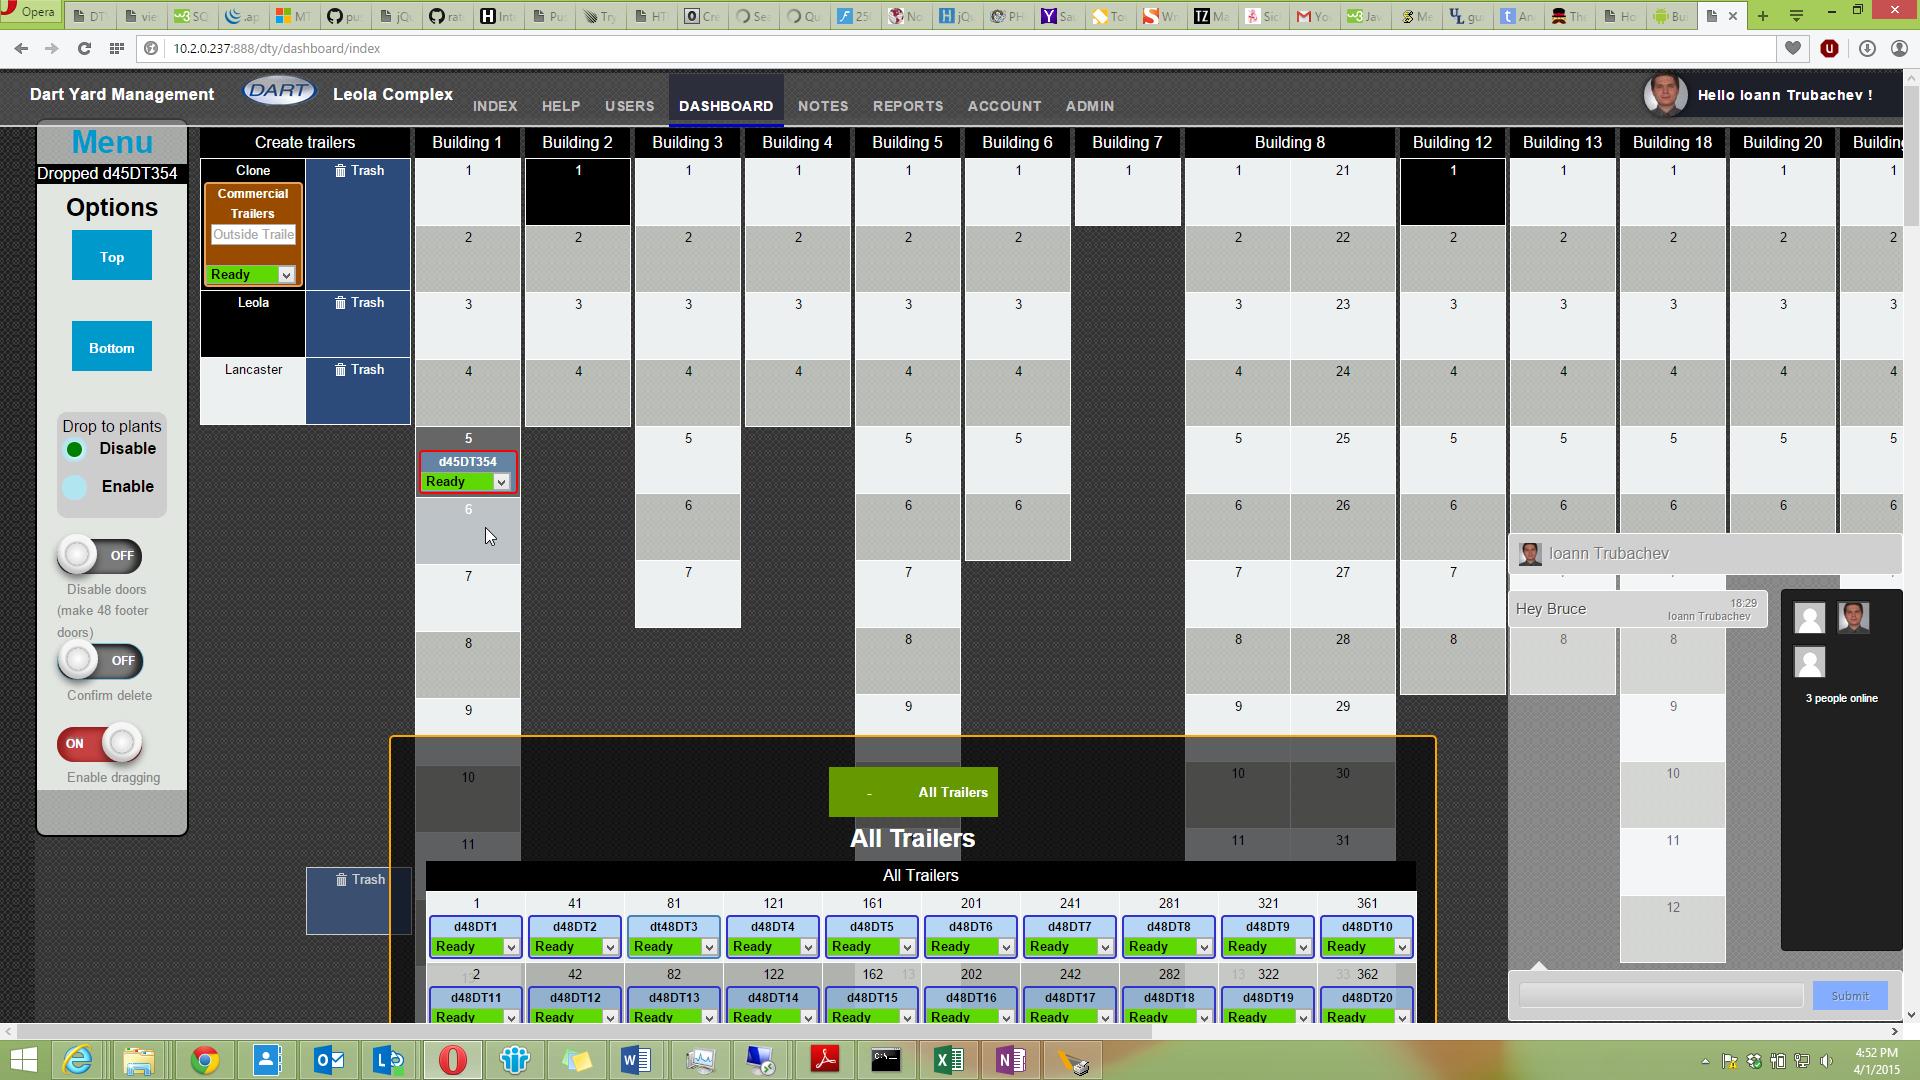 Opera
DT
vie
SQ
.ap
MT
pu
jQ
rat
Int
Pu
Try
HT
Cre
Se
Qu
25
No
jQ
PH
Sa
To
W
Ma
Sic
Yo
Jav
Me
gu
An
The
Ho
Bu
10.2.0.237:888/dty/dashboard/index
Dart Yard Management
DART
Leola Complex
INDEX
HELP
USERS
DASHBOARD
NOTES
REPORTS
ACCOUNT
ADMIN
Hello Ioann Trubachev !
Menu
Dropped d45DT354
Options
Top
Bottom
Drop to plants
Disable
Enable
OFF
Disable doors
(make 48 footer
doors)
OFF
Confirm delete
ON
Enable dragging
Create trailers
Clone
Trash
Commercial
Trailers
Outside Traile
Ready
Leola
Trash
Lancaster
Trash
Trash
Building 1 Building 2 Building 3 Building 4 Building 5 Building 6 Building 7 Building 8 Building 12 Building 13 Building 18 Building 20 Building
1 1 1 1 1 1 1 1 21 1 1 1 1 1
2 2 2 2 2 2 2 22 2 2 2 2 2
3 3 3 3 3 3 3 23 3 3 3 3 3
4 4 4 4 4 4 4 24 4 4 4 4 4
5 5 5 5 5 25 5 5 5 5 5
d45DT354
Ready
6 6 6 6 6 26 6 6 6 6 6
7 7 7 7 27 7
8 8 8 28 8 8 8
9 9 9 29 9
10 10 30 10
11 11 31 11
12
Ioann Trubachev
Hey Bruce
18:29
Ioann Trubachev
3 people online
Submit
- All Trailers
All Trailers
All Trailers
1 41 81 121 161 201 241 281 321 361
d48DT1 d48DT2 dt48DT3 d48DT4 d48DT5 d48DT6 d48DT7 d48DT8 d48DT9 d48DT10
Ready Ready Ready Ready Ready Ready Ready Ready Ready Ready
2 42 82 122 162 13 202 242 282 13 322 33 362
d48DT11 d48DT12 d48DT13 d48DT14 d48DT15 d48DT16 d48DT17 d48DT18 d48DT19 d48DT20
Ready Ready Ready Ready Ready Ready Ready Ready Ready Ready
4:52 PM
4/1/2015